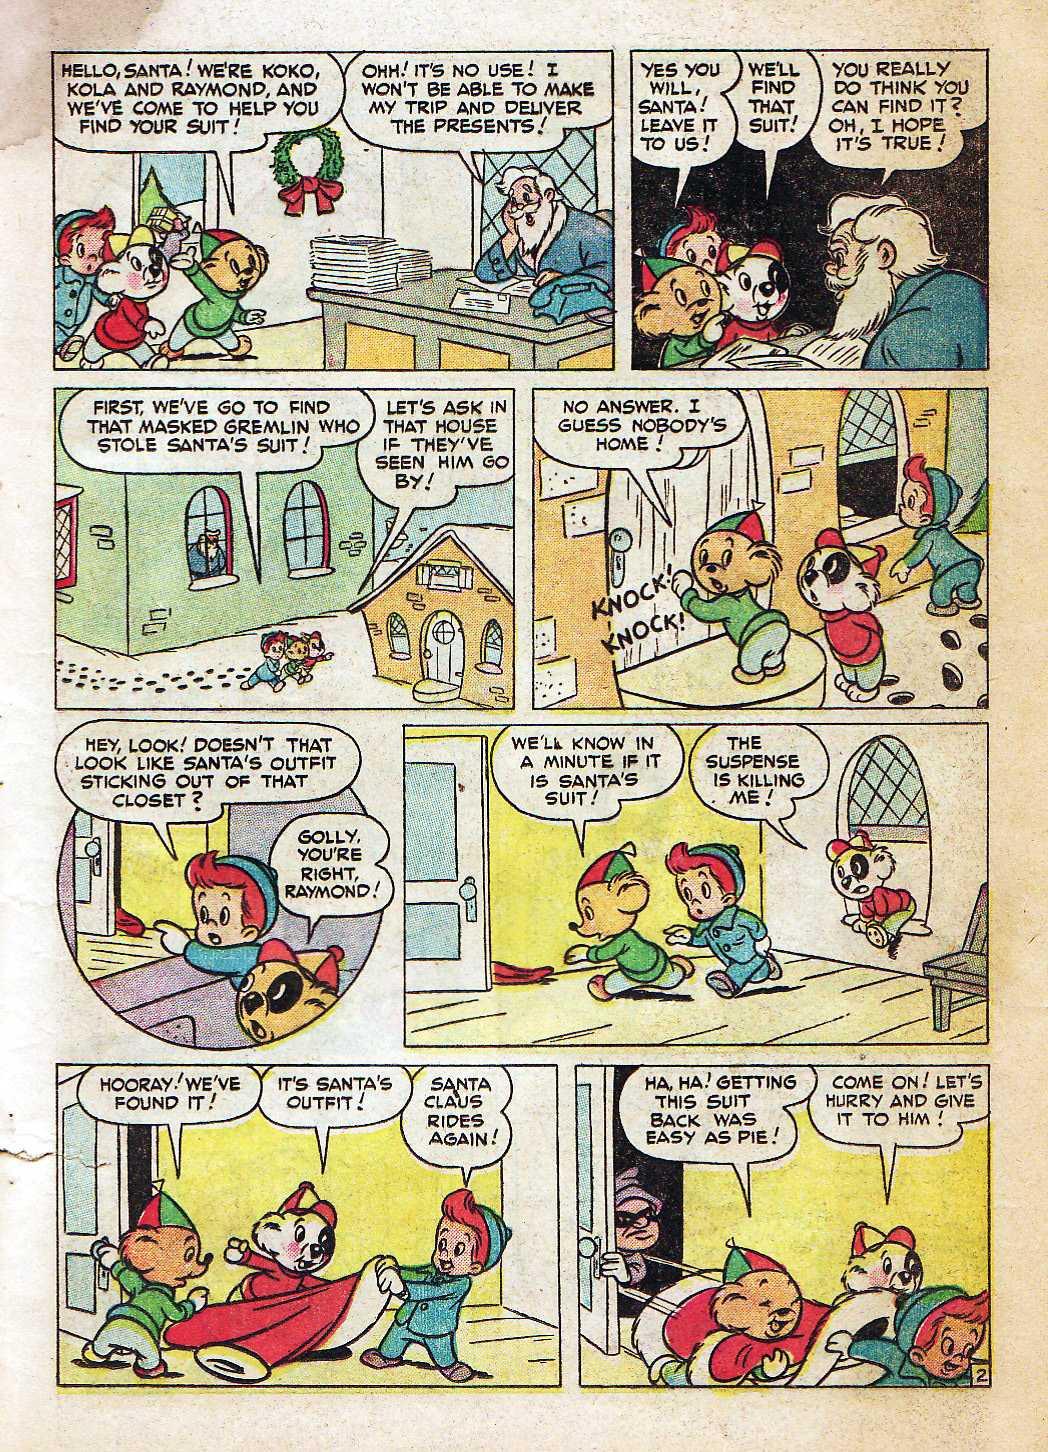 HELLO, SANTA! WE'RE KOKO,
KOLA AND RAYMOND, AND
WE'VE COME TO HELP YOU
FIND YOUR SUIT!
OHH! IT'S NO USE! I
WON'T BE ABLE TO MAKE
MY TRIP AND DELIVER
THE PRESENTS!
YES YOU
WILL,
SANTA!
LEAVE IT
TO US!
WE'LL
FIND
THAT
SUIT!
YOU REALLY
DO THINK YOU
CAN FIND IT?
OH, I HOPE
IT'S TRUE!
FIRST, WE'VE GO TO FIND
THAT MASKED GREMLIN WHO
STOLE SANTA'S SUIT!
LET'S ASK IN
THAT HOUSE
IF THEY'VE
SEEN HIM GO
BY!
NO ANSWER. I
GUESS NOBODY'S
HOME!
KNOCK!
KNOCK!
HEY, LOOK! DOESN'T THAT
LOOK LIKE SANTA'S OUTFIT
STICKING OUT OF THAT
CLOSET?
GOLLY,
YOU'RE
RIGHT,
RAYMOND!
WE'LL KNOW IN
A MINUTE IF IT
IS SANTA'S
SUIT!
THE
SUSPENSE
IS KILLING
ME!
HOORAY! WE'VE
FOUND IT!
IT'S SANTA'S
OUTFIT!
SANTA
CLAUS
RIDES
AGAIN!
HA, HA! GETTING
THIS SUIT
BACK WAS
EASY AS PIE!
COME ON! LET'S
HURRY AND GIVE
IT TO HIM!
2